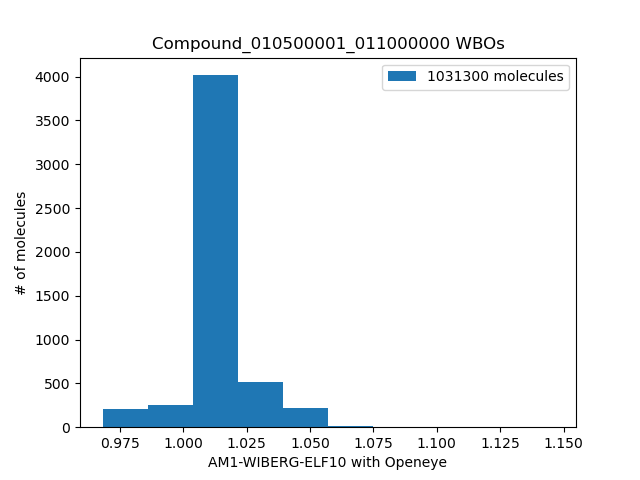 Compound_010500001_011000000 WBOs
1031300 molecules
# of molecules
4000
3500
3000
2500
2000
1500
1000
500
0
0.975 1.000 1.025 1.050 1.075 1.100 1.125 1.150
AM1-WIBERG-ELF10 with Openeye